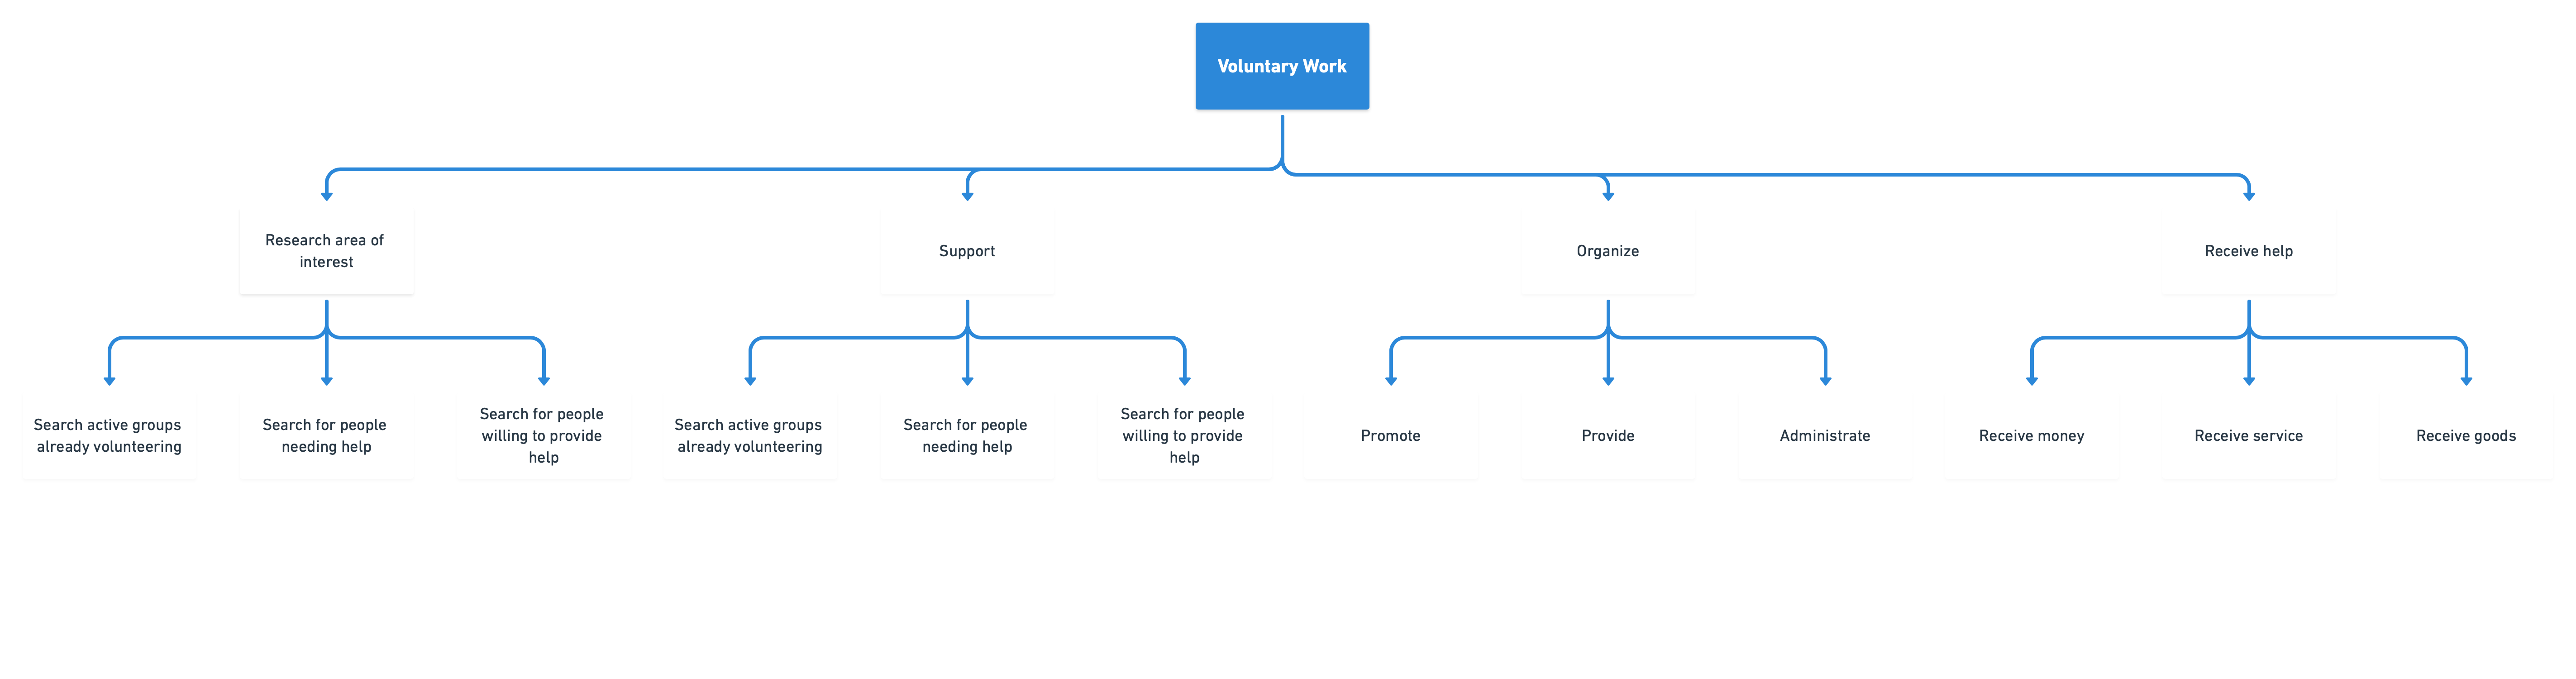 Voluntary Work
Research area of
interest
Support
Organize
Receive help
Search active groups
already volunteering
Search for people
needing help
Search for people
willing to provide
help
Search active groups
already volunteering
Search for people
needing help
Search for people
willing to provide
help
Promote
Provide
Administrate
Receive money
Receive service
Receive goods